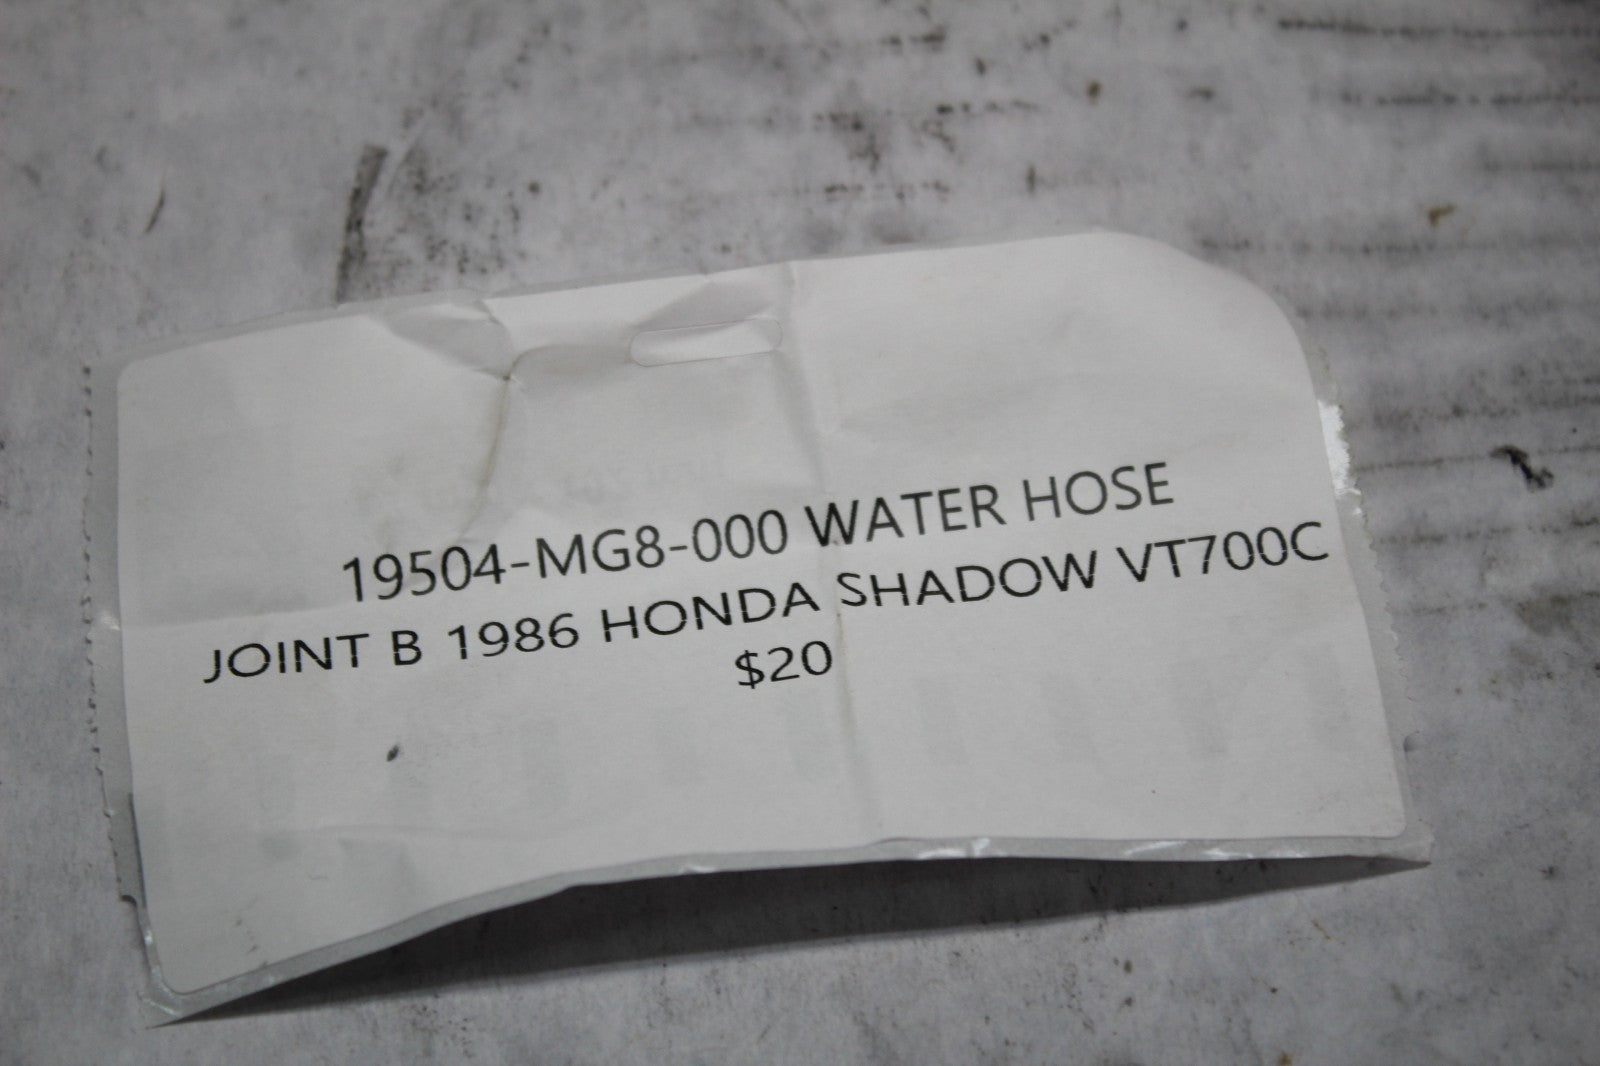 19504-MG8-000 WATER HOSE
JOINT B 1986 HONDA SHADOW VT700C
$20